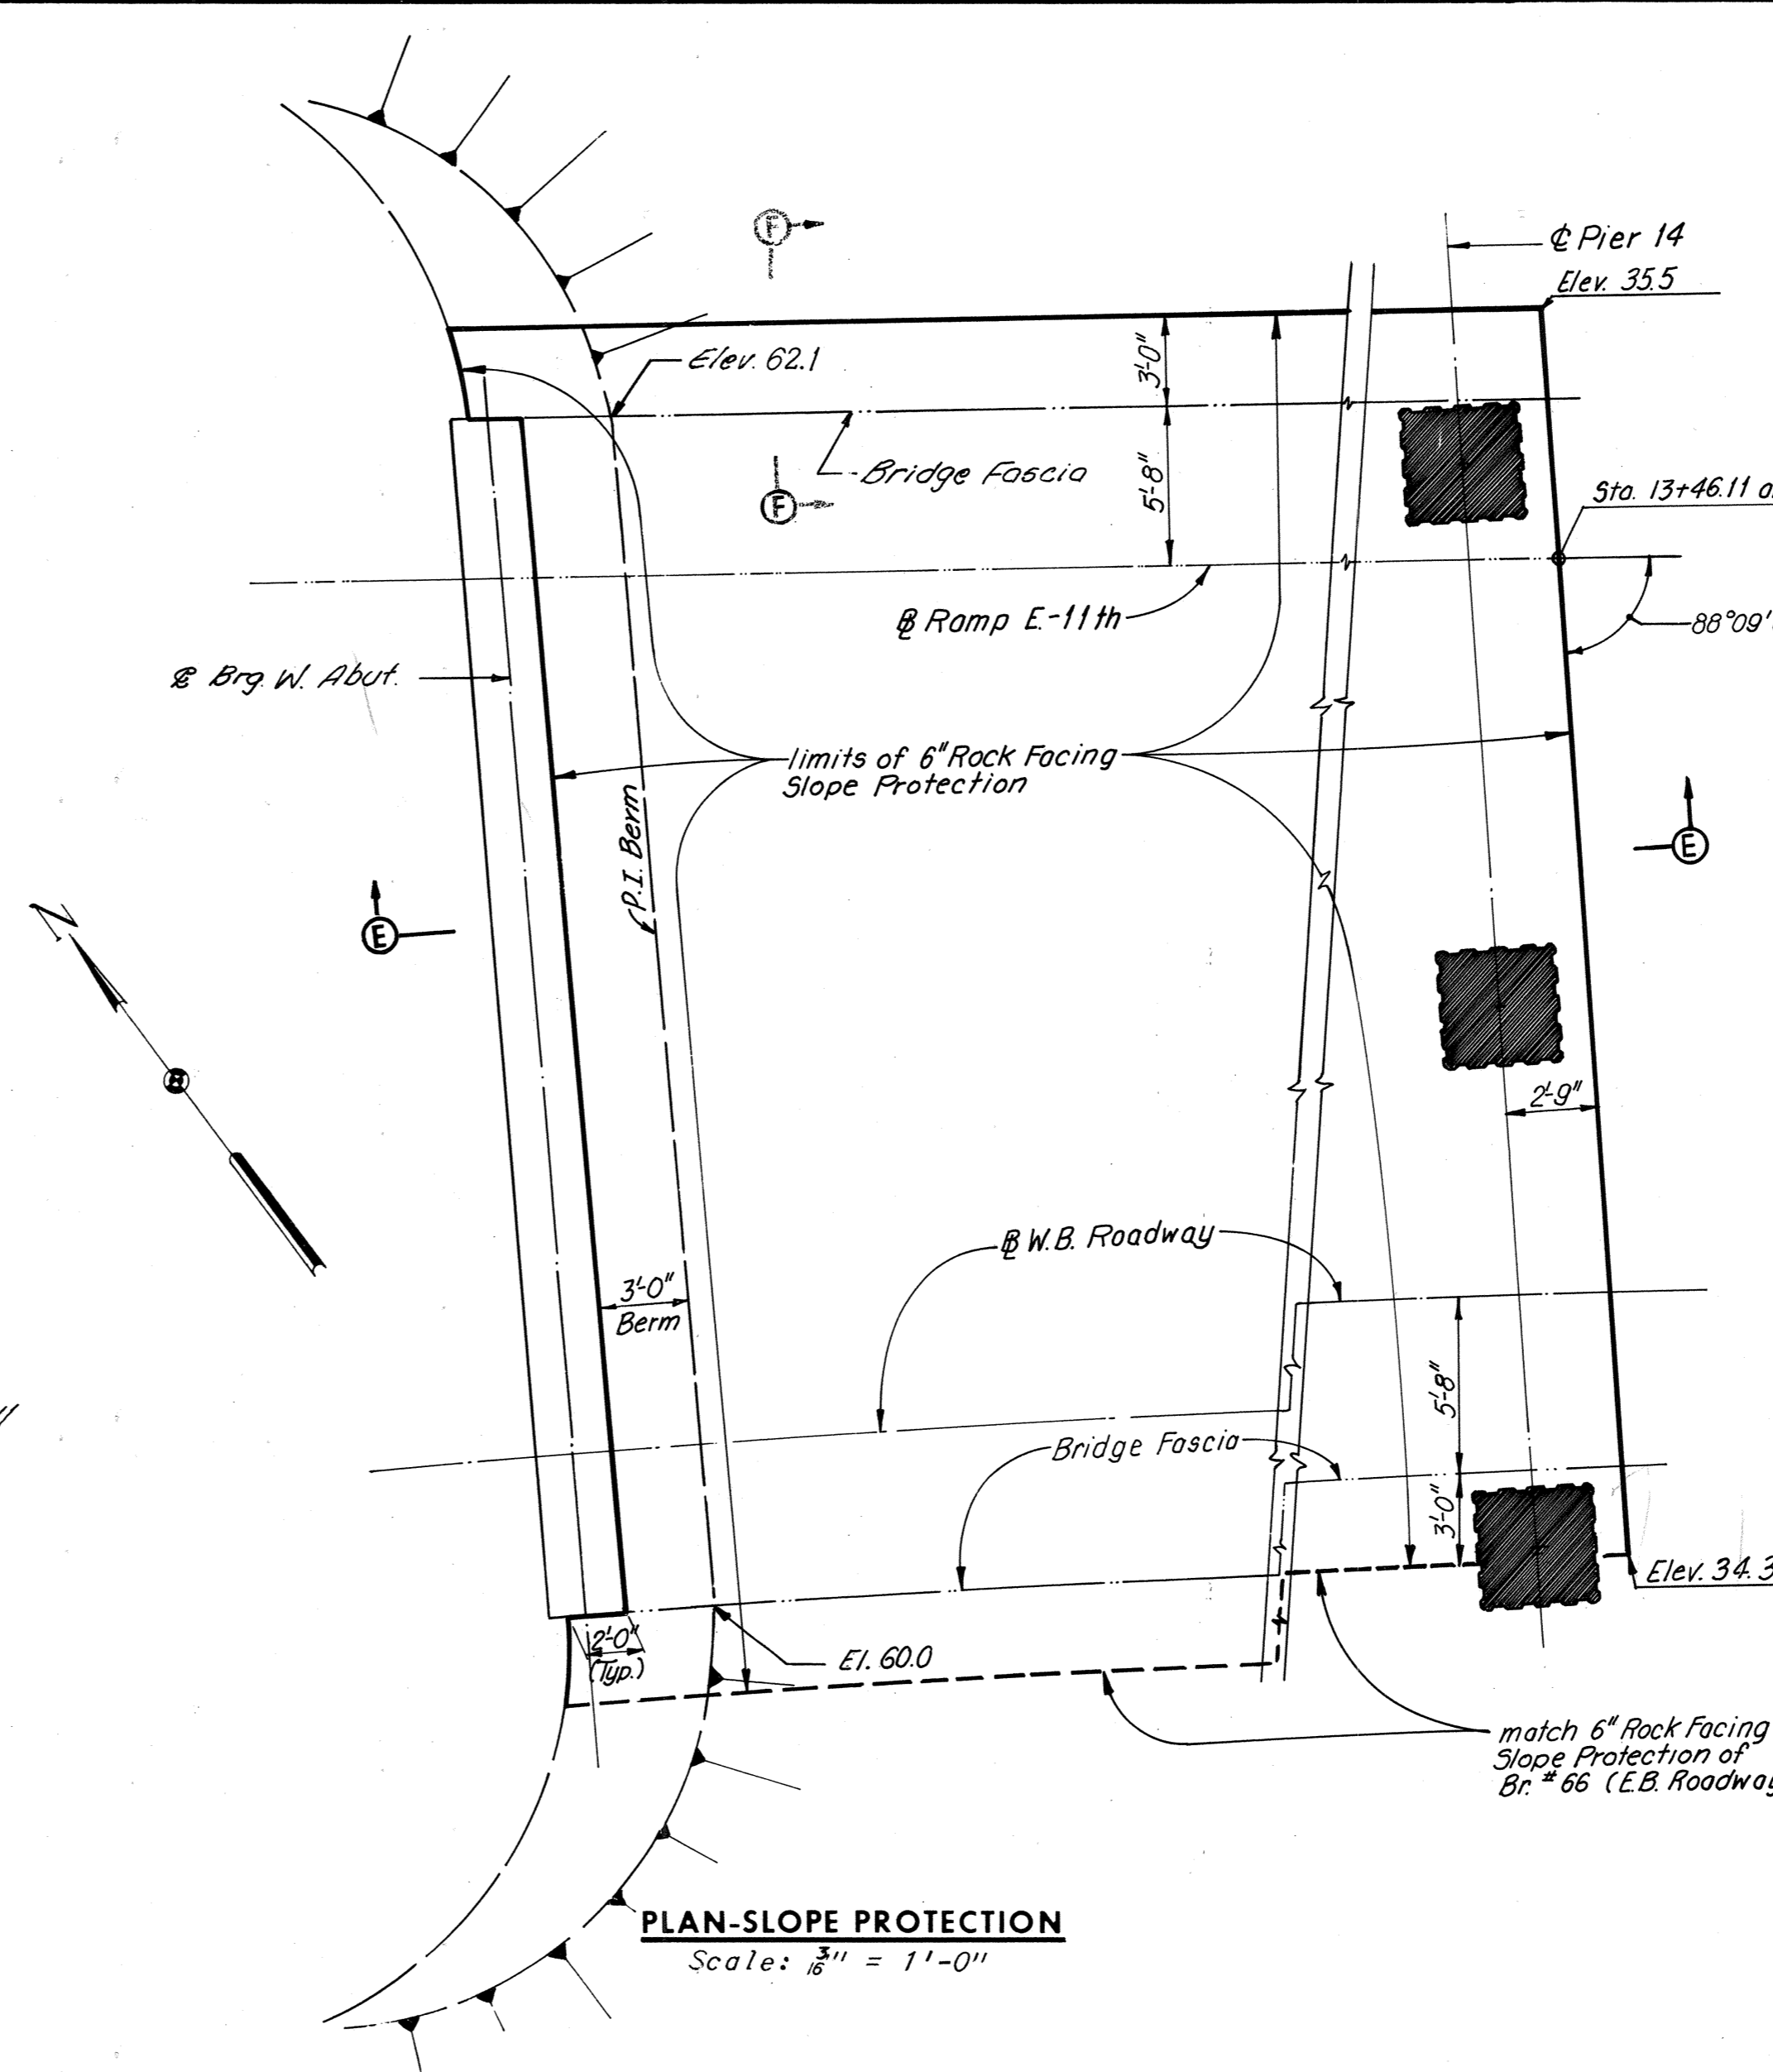 F
℄ Pier 14
Elev. 35.5
Elev. 62.1
3'-0"
Bridge Fascia
F
5'-8"
Sta. 13+46.11
℄ Ramp E.-11th
88°09'
℄ Brg. W. Abut.
limits of 6" Rock Facing
Slope Protection
P.I. Berm
E
E
N
2'-9"
℄ W.B. Roadway
3'-0"
Berm
5'-8"
Bridge Fascia
3'-0"
Elev. 34.3
2'-0"
(Typ.)
El. 60.0
match 6" Rock Facing
Slope Protection of
Br. # 66 (E.B. Roadway
PLAN-SLOPE PROTECTION
Scale: 3/16" = 1'-0"